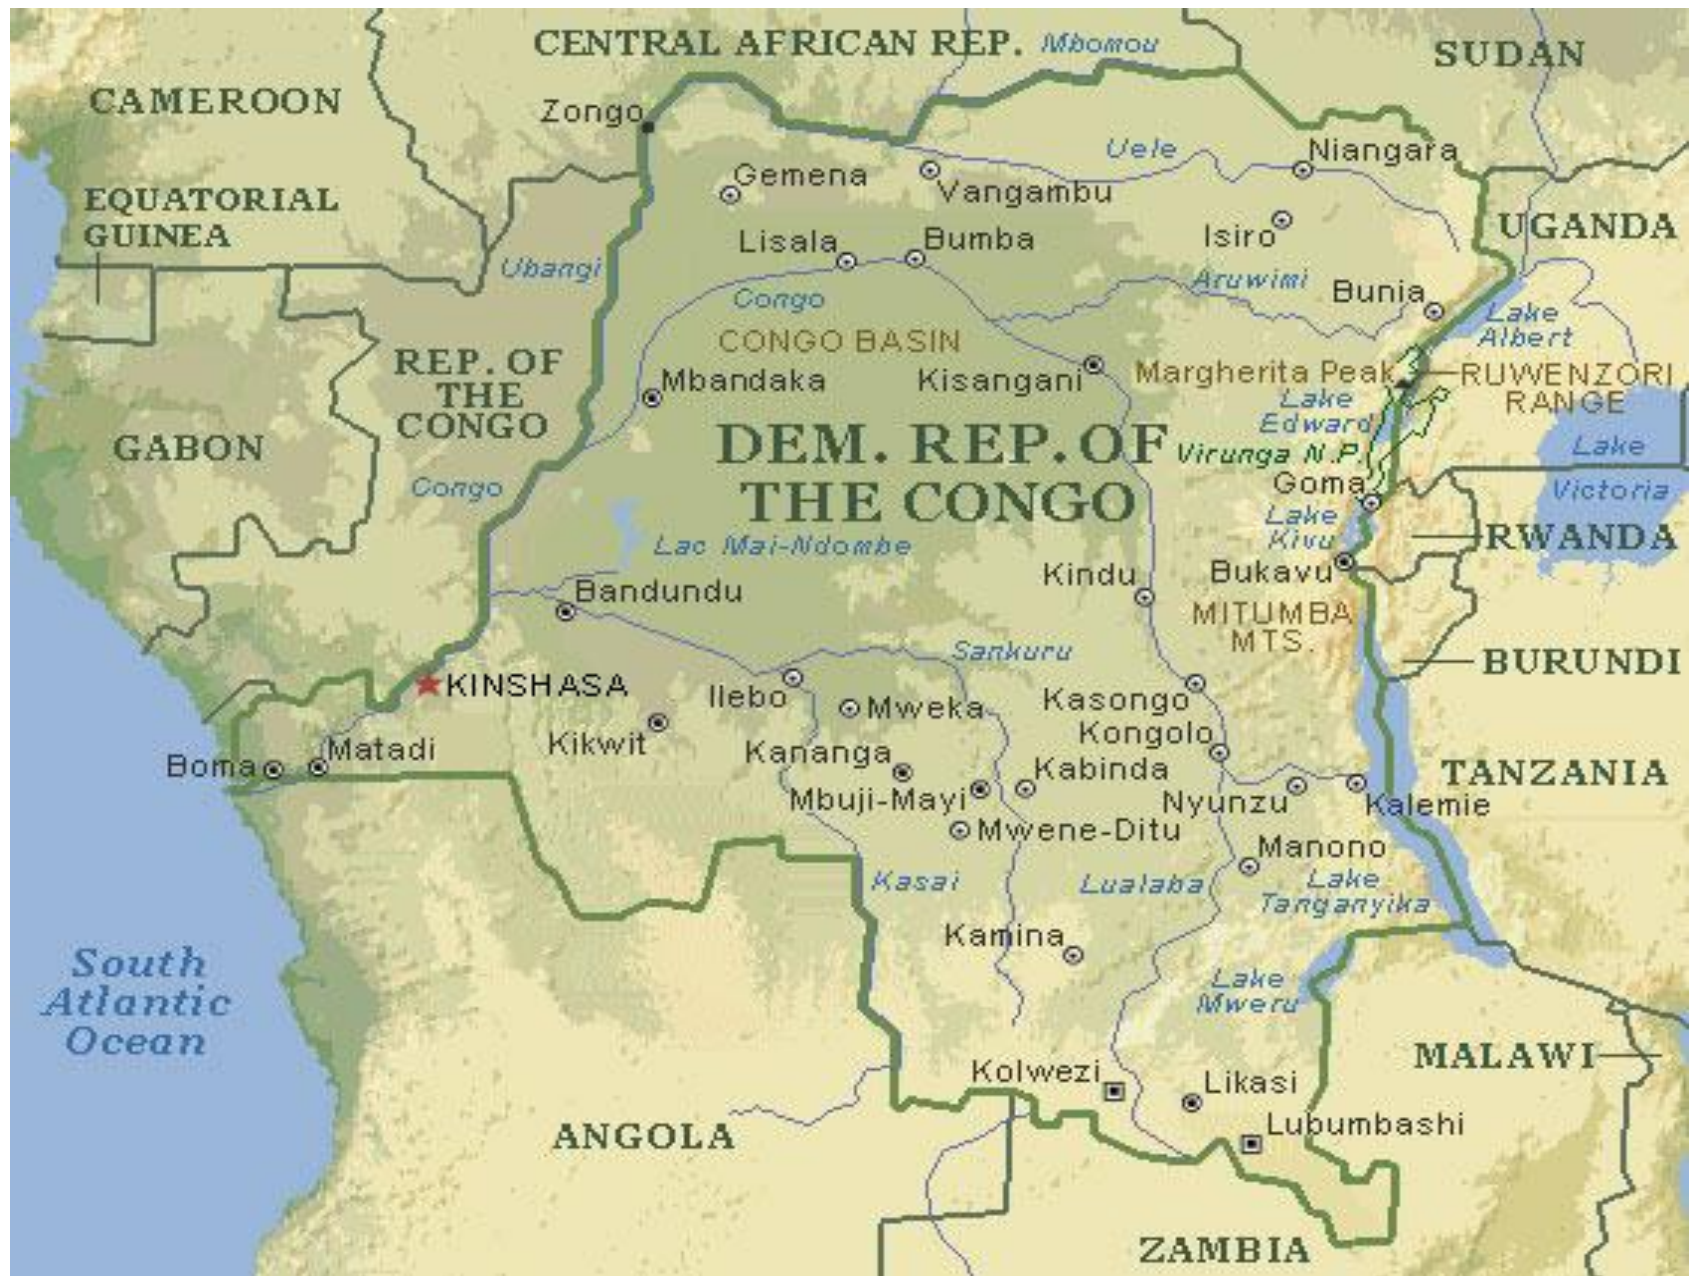 CENTRAL AFRICAN REP.
Mbomou
SUDAN
CAMEROON
Zongo
Uele
Niangara
Gemena
Vangambu
EQUATORIAL
GUINEA
UGANDA
Lisala
Bumba
Isiro
Ubangi
Aruwimi
Congo
Bunia
Lake
Albert
CONGO BASIN
REP. OF
THE
CONGO
Mbandaka
Kisangani
Margherita Peak
RUWENZORI
RANGE
Lake
Edward
GABON
DEM. REP. OF
THE CONGO
Virunga N.P.
Lake
Victoria
Congo
Goma
Lake
Kivu
RWANDA
Lac Mai-Ndombe
Bandundu
Kindu
Bukavu
MITUMBA
MTS.
Sankuru
BURUNDI
KINSHASA
Ilebo
Mweka
Kasongo
Kikwit
Kongolo
Boma
Matadi
Kananga
Kabinda
TANZANIA
Mbuji-Mayi
Nyunzu
Kalemie
Mwene-Ditu
Manono
Kasai
Lualaba
Lake
Tanganyika
Kamina
South
Atlantic
Ocean
Lake
Mweru
MALAWI
Kolwezi
Likasi
Lubumbashi
ANGOLA
ZAMBIA